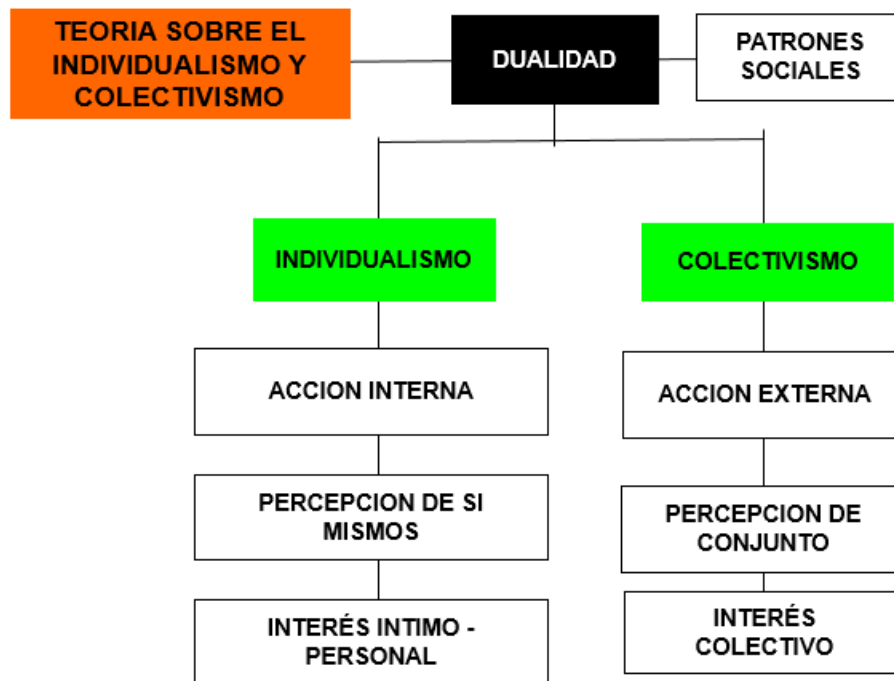 TEORIA SOBRE EL
INDIVIDUALISMO Y
COLECTIVISMO
DUALIDAD
PATRONES
SOCIALES
INDIVIDUALISMO
COLECTIVISMO
ACCION INTERNA
ACCION EXTERNA
PERCEPCION DE SI
MISMOS
PERCEPCION DE
CONJUNTO
INTERÉS INTIMO -
PERSONAL
INTERÉS
COLECTIVO